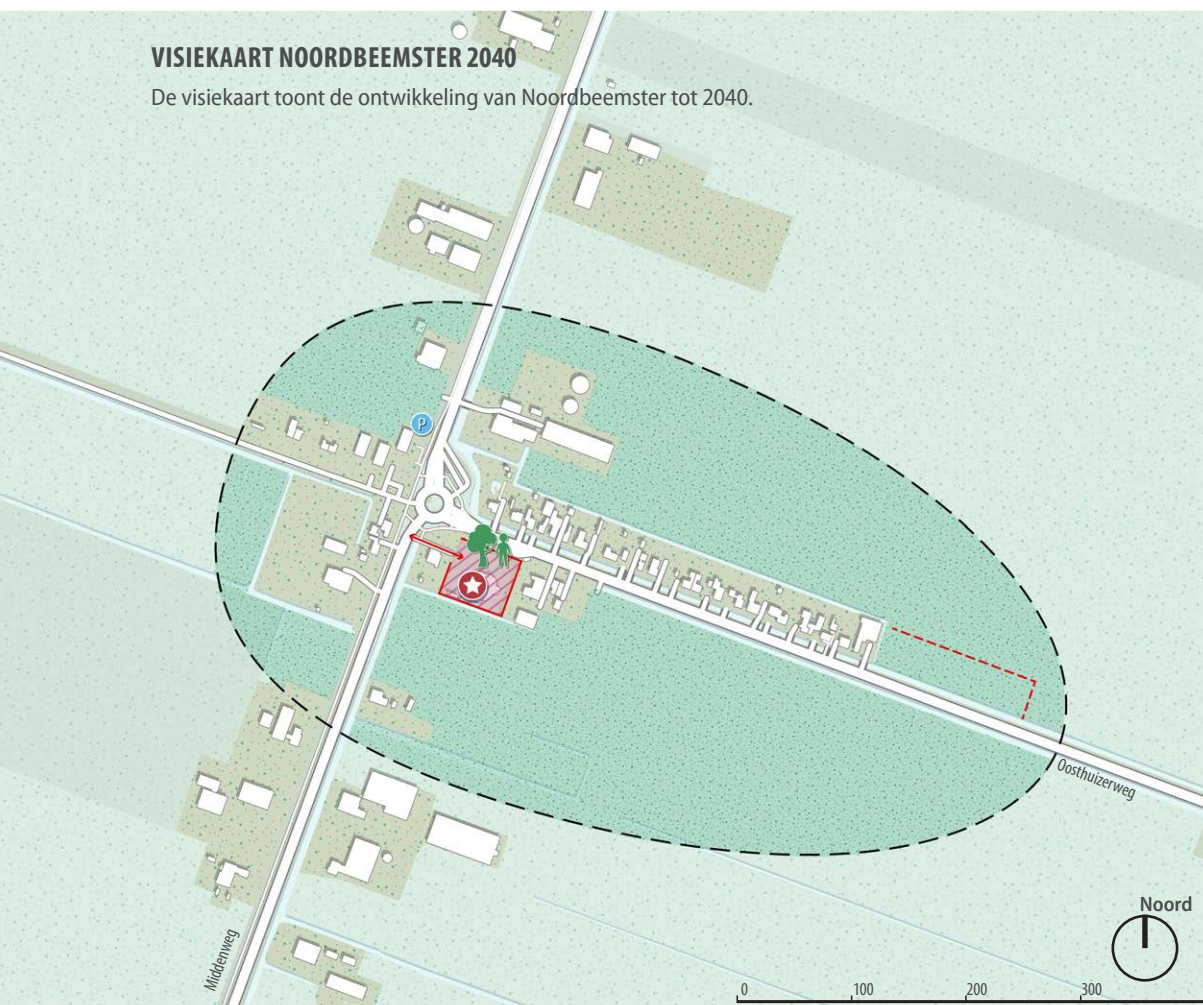 VISIEKAART NOORDBEEMSTER 2040
De visiekaart toont de ontwikkeling van Noordbeemster tot 2040.
P
Oosthuizerweg
Middenweg
Noord
0 100 200 300